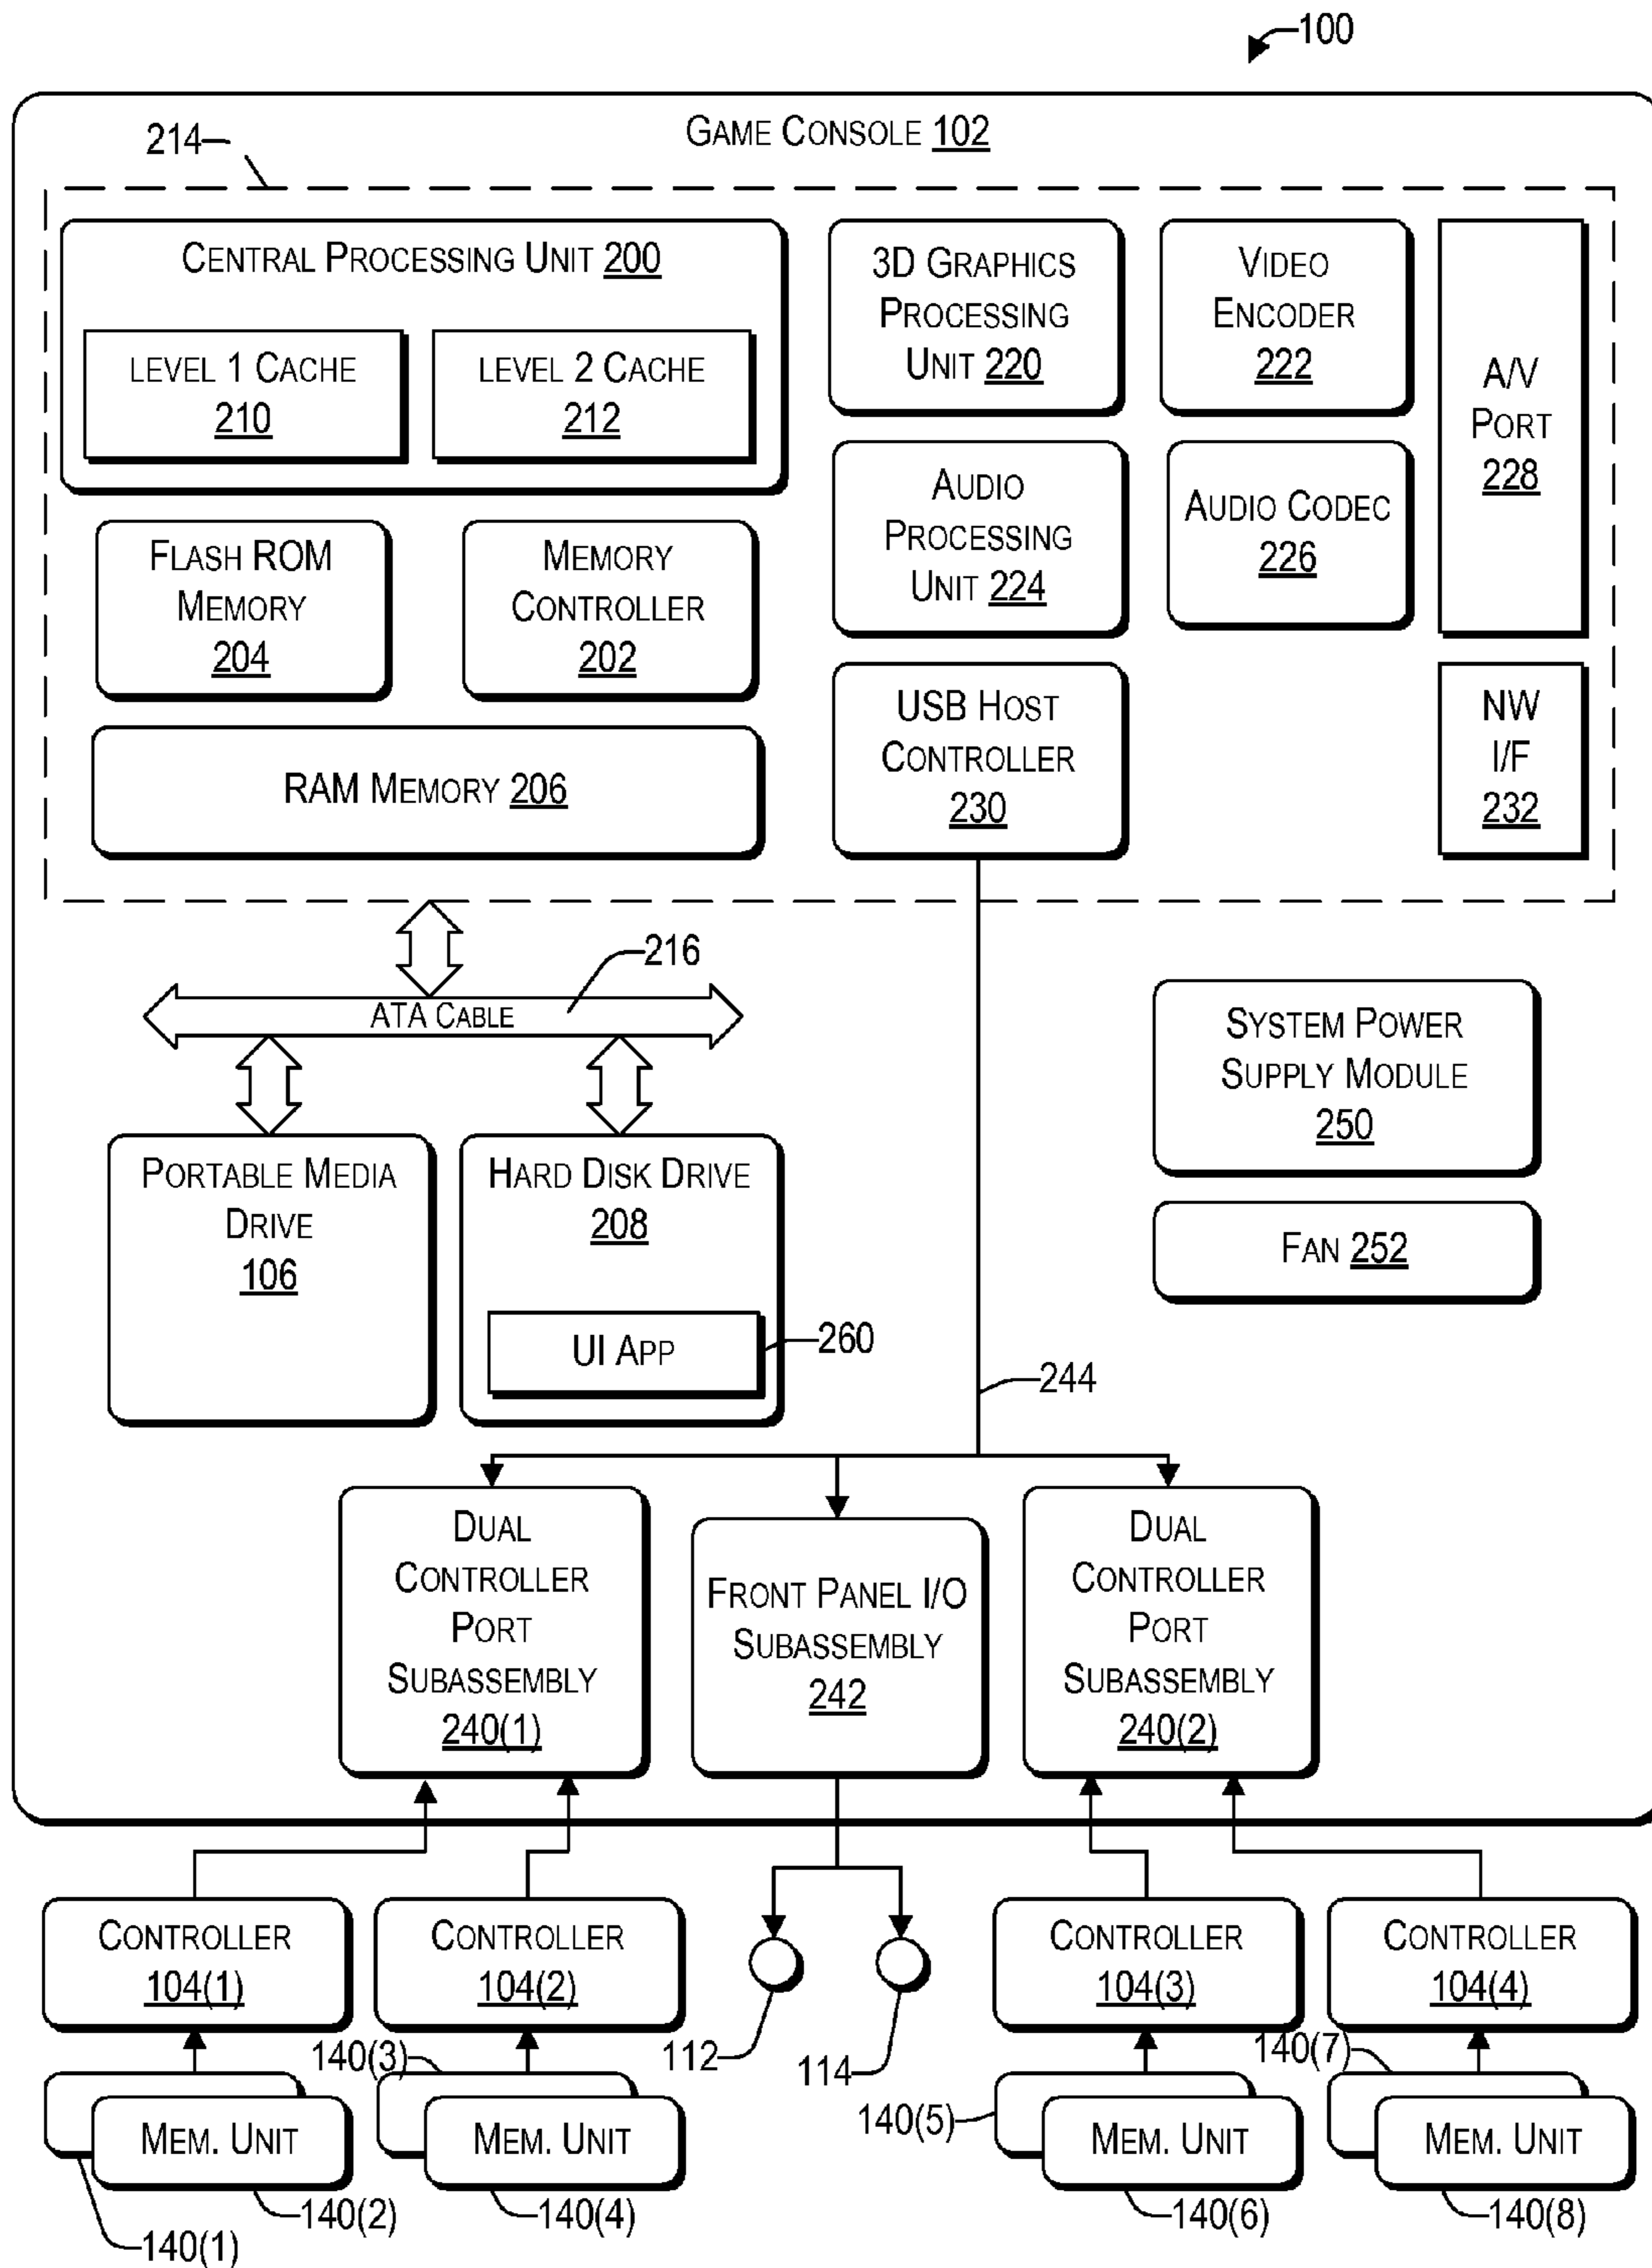 100
GAME CONSOLE 102
214
CENTRAL PROCESSING UNIT 200
LEVEL 1 CACHE
210
LEVEL 2 CACHE
212
3D GRAPHICS
PROCESSING
UNIT 220
VIDEO
ENCODER
222
A/V
PORT
228
FLASH ROM
MEMORY
204
MEMORY
CONTROLLER
202
AUDIO
PROCESSING
UNIT 224
AUDIO CODEC
226
RAM MEMORY 206
USB HOST
CONTROLLER
230
NW
I/F
232
216
ATA CABLE
SYSTEM POWER
SUPPLY MODULE
250
PORTABLE MEDIA
DRIVE
106
HARD DISK DRIVE
208
UI APP
260
FAN 252
244
DUAL
CONTROLLER
PORT
SUBASSEMBLY
240(1)
FRONT PANEL I/O
SUBASSEMBLY
242
DUAL
CONTROLLER
PORT
SUBASSEMBLY
240(2)
CONTROLLER
104(1)
CONTROLLER
104(2)
CONTROLLER
104(3)
CONTROLLER
104(4)
112
114
140(3)
140(7)
140(5)
MEM. UNIT
MEM. UNIT
MEM. UNIT
MEM. UNIT
140(1)
140(2)
140(4)
140(6)
140(8)